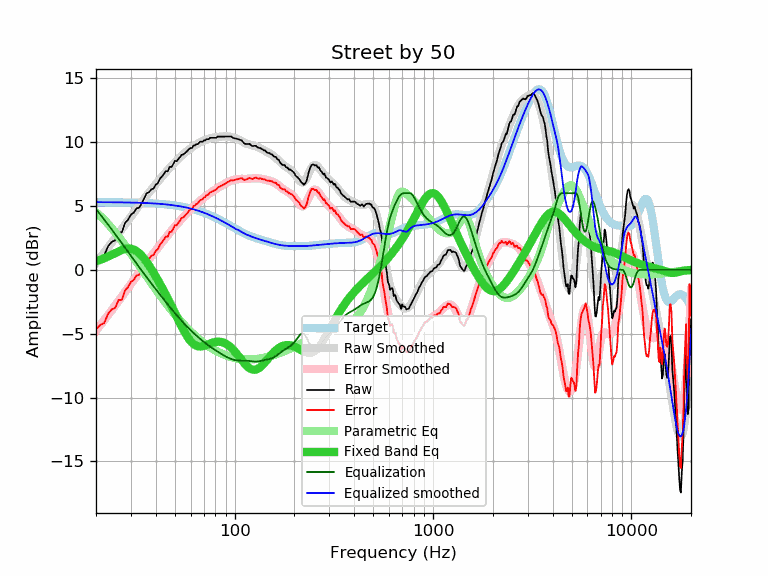 Street by 50
15
10
5
0
−5
−10
−15
Amplitude (dBr)
Target
Raw Smoothed
Error Smoothed
Raw
Error
Parametric Eq
Fixed Band Eq
Equalization
Equalized smoothed
100
1000
10000
Frequency (Hz)